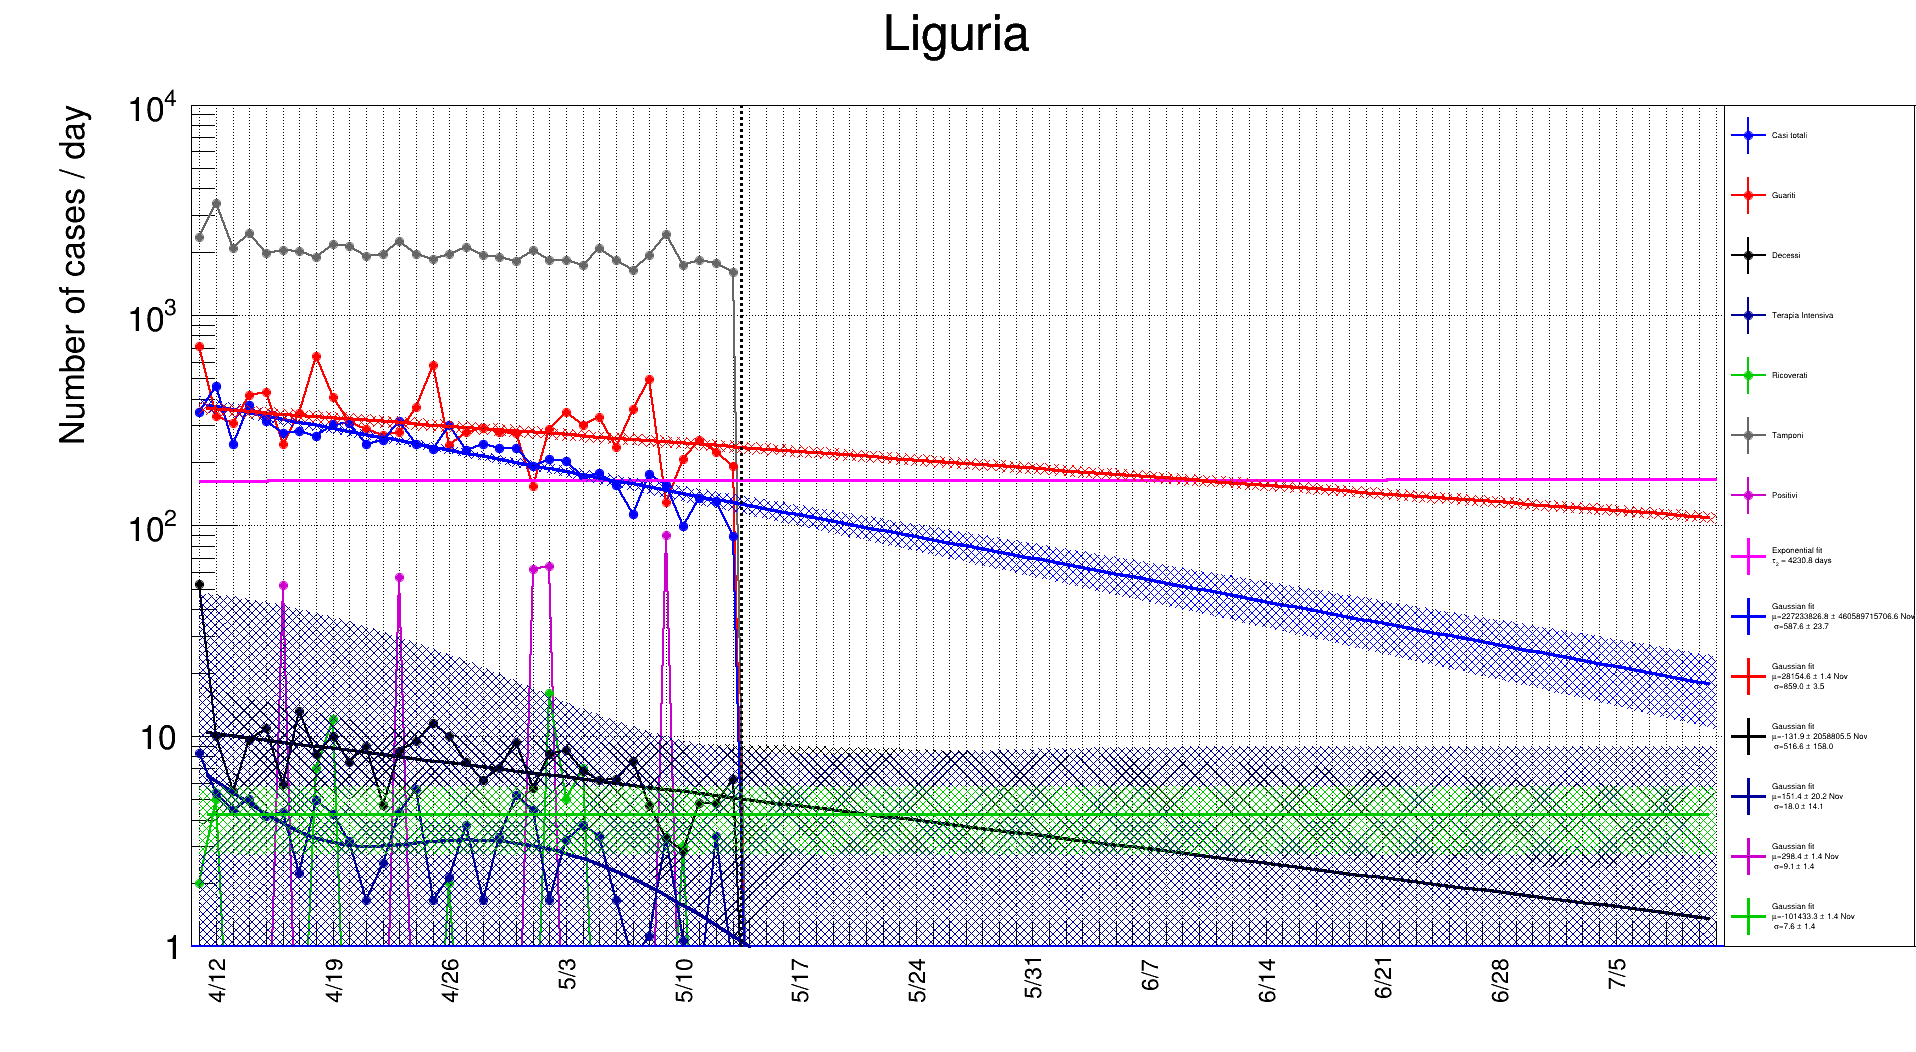 Liguria
Number of cases / day
10^4
10^3
10^2
10
1
4/12
4/19
4/26
5/3
5/10
5/17
5/24
5/31
6/7
6/14
6/21
6/28
7/5
Casi totali
Guariti
Decessi
Terapia Intensiva
Ricoverati
Tamponi
Positivi
Exponential fit
τ₂ = 4230.8 days
Gaussian fit
μ=227233826.8 ± 460589715706.6 Nov
σ=587.6 ± 23.7
Gaussian fit
μ=28154.6 ± 1.4 Nov
σ=859.0 ± 3.5
Gaussian fit
μ=-131.9 ± 2058805.5 Nov
σ=516.6 ± 158.0
Gaussian fit
μ=151.4 ± 20.2 Nov
σ=18.0 ± 14.1
Gaussian fit
μ=298.4 ± 1.4 Nov
σ=9.1 ± 1.4
Gaussian fit
μ=-101433.3 ± 1.4 Nov
σ=7.6 ± 1.4